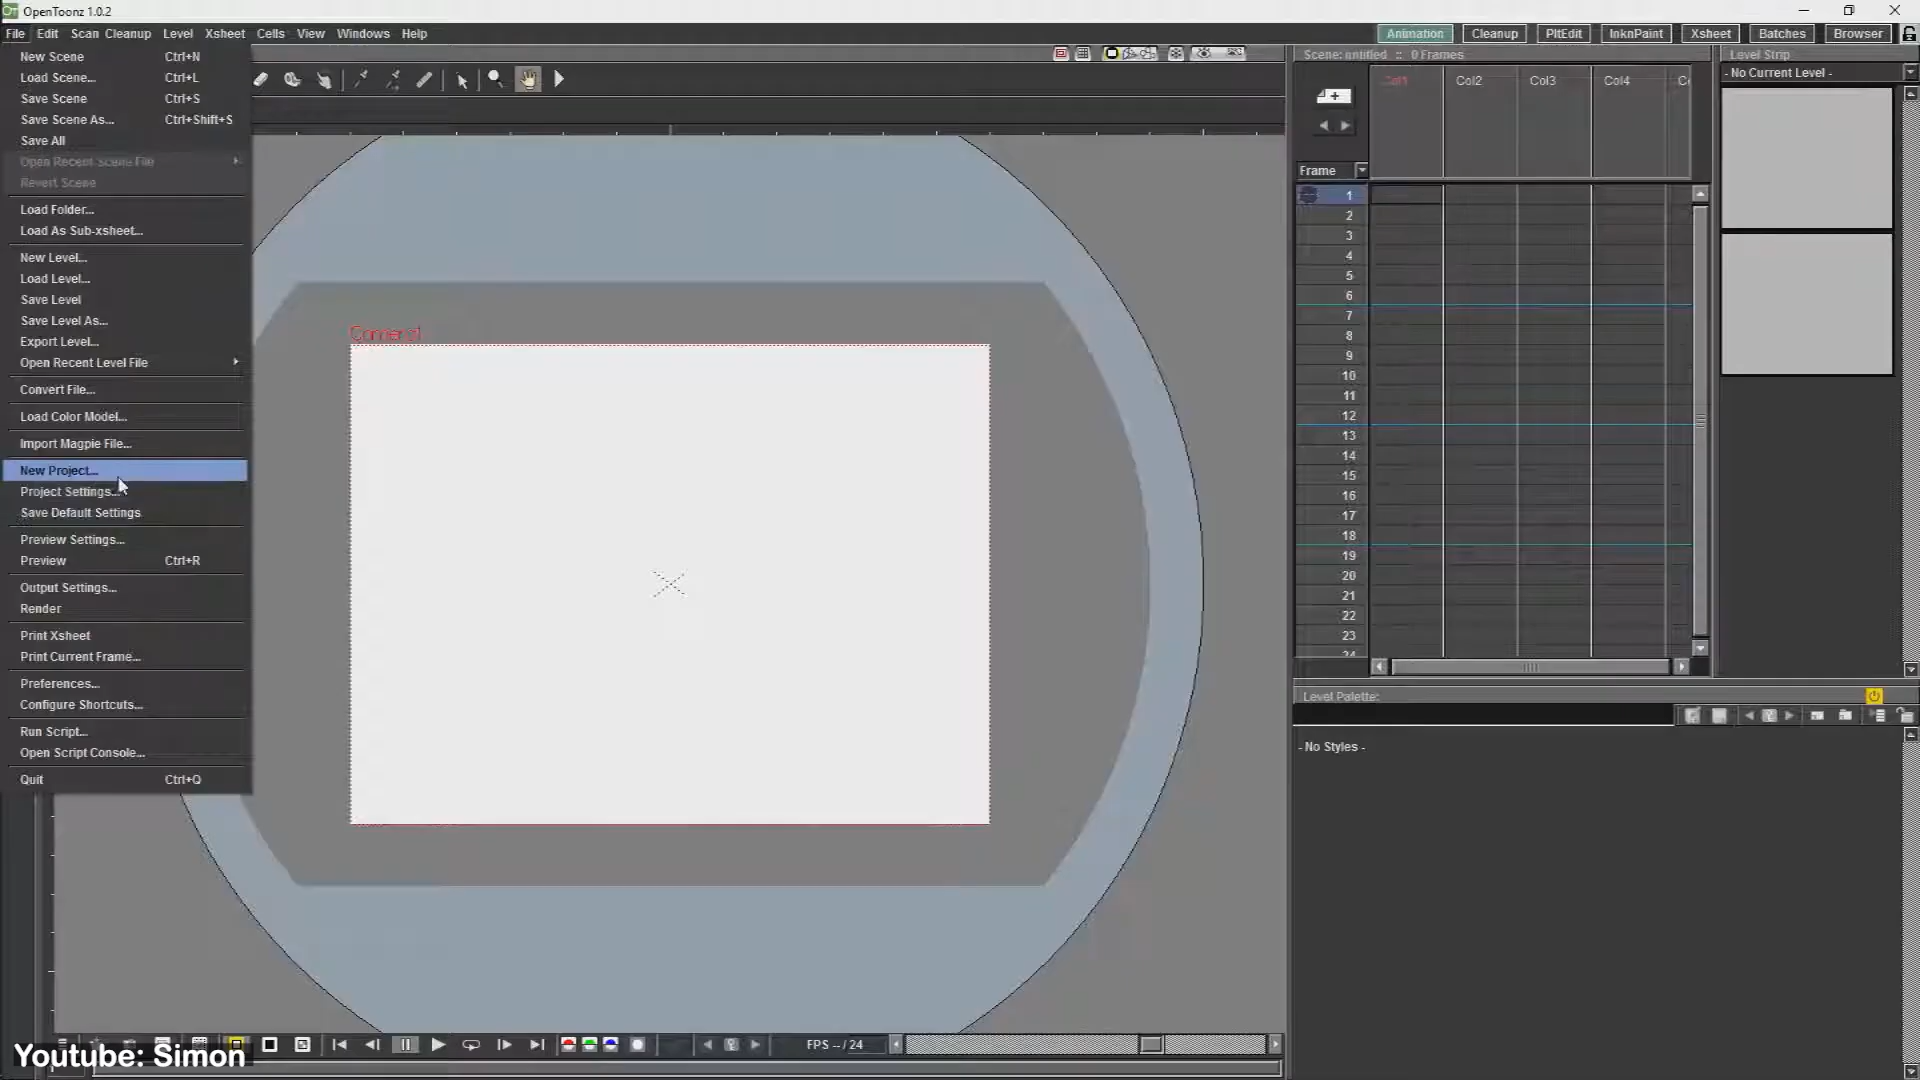 OpenToonz 1.0.2
File Edit Scan Cleanup Level Xsheet Cells View Windows Help
Animation Cleanup PltEdit InknPaint Xsheet Batches Browser
New Scene Ctrl+N
Load Scene... Ctrl+L
Save Scene Ctrl+S
Save Scene As... Ctrl+Shift+S
Save All
Open Recent Scene File
Revert Scene
Load Folder...
Load As Sub-xsheet...
New Level...
Load Level...
Save Level
Save Level As...
Export Level...
Open Recent Level File
Convert File...
Load Color Model...
Import Magpie File...
New Project...
Project Settings...
Save Default Settings
Preview Settings...
Preview Ctrl+R
Output Settings...
Render
Print Xsheet
Print Current Frame...
Preferences...
Configure Shortcuts...
Run Script...
Open Script Console...
Quit Ctrl+Q
Camera1
Scene: untitled :: 0 Frames
Col1 Col2 Col3 Col4
Frame
1
2
3
4
5
6
7
8
9
10
11
12
13
14
15
16
17
18
19
20
21
22
23
24
Level Strip
- No Current Level -
Level Palette:
- No Styles -
FPS -- / 24
Youtube: Simon